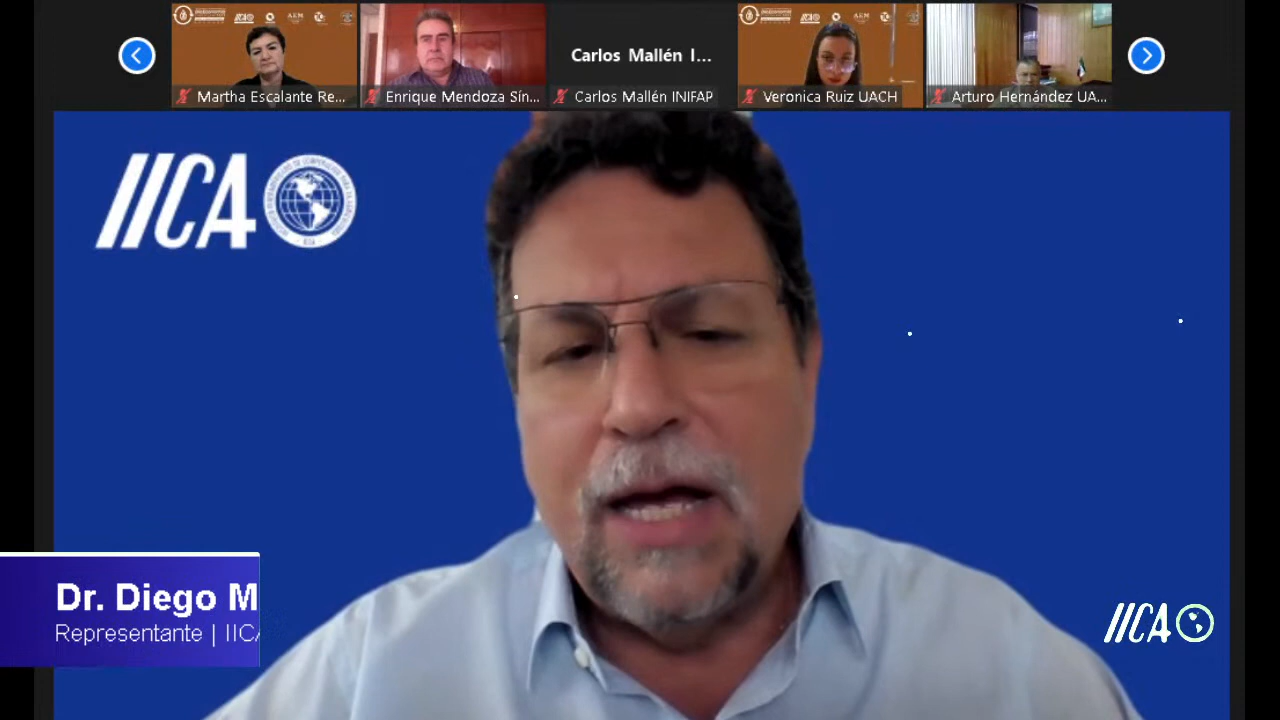 Carlos Mallén I...
Martha Escalante Re...
Enrique Mendoza Sín...
Carlos Mallén INIFAP
Veronica Ruiz UACH
Arturo Hernández UA...
IICA
Dr. Diego M
Representante | IICA
IICA